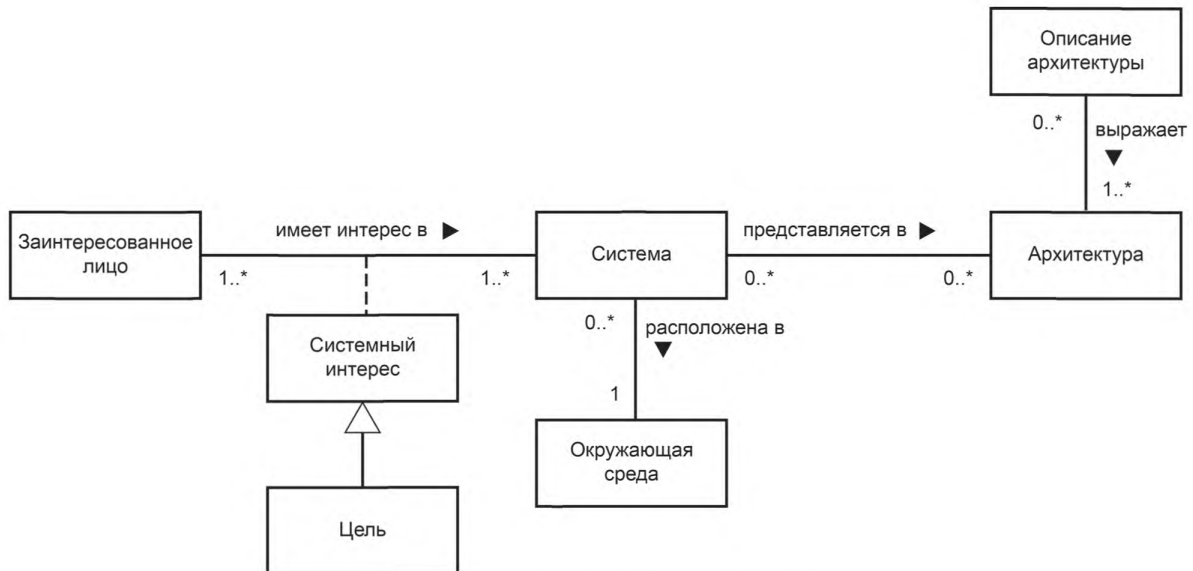 Описание
архитектуры
0..*
выражает ▼
1..*
Заинтересованное
лицо
имеет интерес в ►
1..*
1..*
Система
представляется в ►
0..*
0..*
Архитектура
Системный
интерес
0..*
расположена в
▼
1
Окружающая
среда
Цель